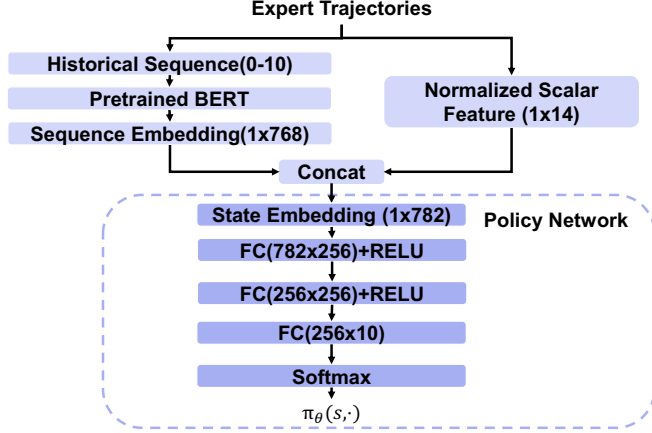 Expert Trajectories
Historical Sequence(0-10)
Pretrained BERT
Sequence Embedding(1x768)
Normalized Scalar
Feature (1x14)
Concat
State Embedding (1x782)
Policy Network
FC(782x256)+RELU
FC(256x256)+RELU
FC(256x10)
Softmax
π_θ(s,·)